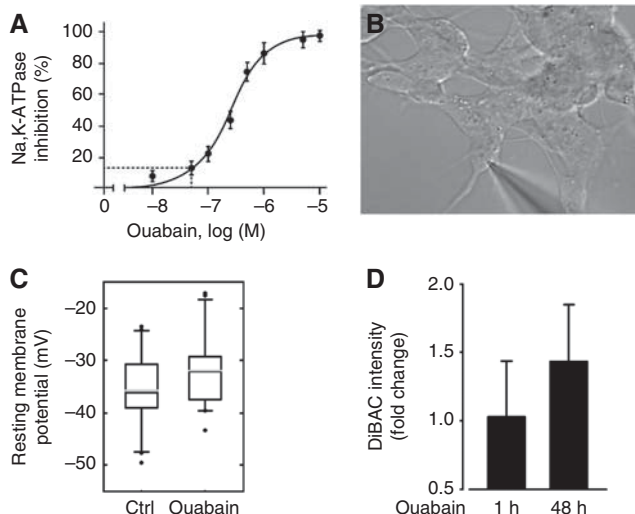 A
Na,K-ATPase
inhibition (%)
100
80
60
40
20
0
–8
–7
–6
–5
Ouabain, log (M)
B
C
Resting membrane
potential (mV)
–20
–30
–40
–50
Ctrl Ouabain
D
DiBAC intensity
(fold change)
2.0
1.5
1.0
0.5
Ouabain 1 h 48 h